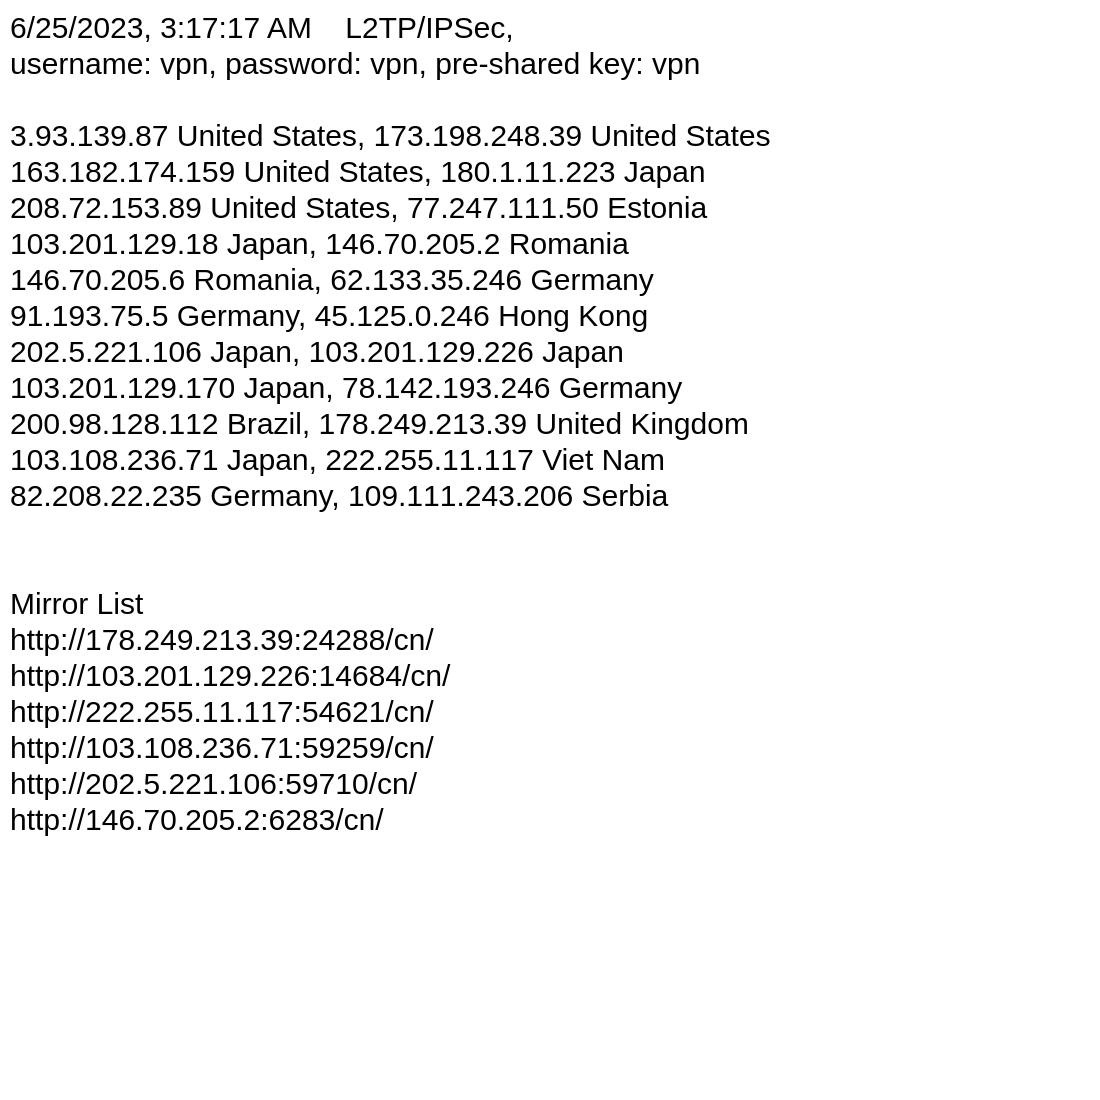 6/25/2023, 3:17:17 AM    L2TP/IPSec,
username: vpn, password: vpn, pre-shared key: vpn
3.93.139.87 United States, 173.198.248.39 United States
163.182.174.159 United States, 180.1.11.223 Japan
208.72.153.89 United States, 77.247.111.50 Estonia
103.201.129.18 Japan, 146.70.205.2 Romania
146.70.205.6 Romania, 62.133.35.246 Germany
91.193.75.5 Germany, 45.125.0.246 Hong Kong
202.5.221.106 Japan, 103.201.129.226 Japan
103.201.129.170 Japan, 78.142.193.246 Germany
200.98.128.112 Brazil, 178.249.213.39 United Kingdom
103.108.236.71 Japan, 222.255.11.117 Viet Nam
82.208.22.235 Germany, 109.111.243.206 Serbia
Mirror List
http://178.249.213.39:24288/cn/
http://103.201.129.226:14684/cn/
http://222.255.11.117:54621/cn/
http://103.108.236.71:59259/cn/
http://202.5.221.106:59710/cn/
http://146.70.205.2:6283/cn/